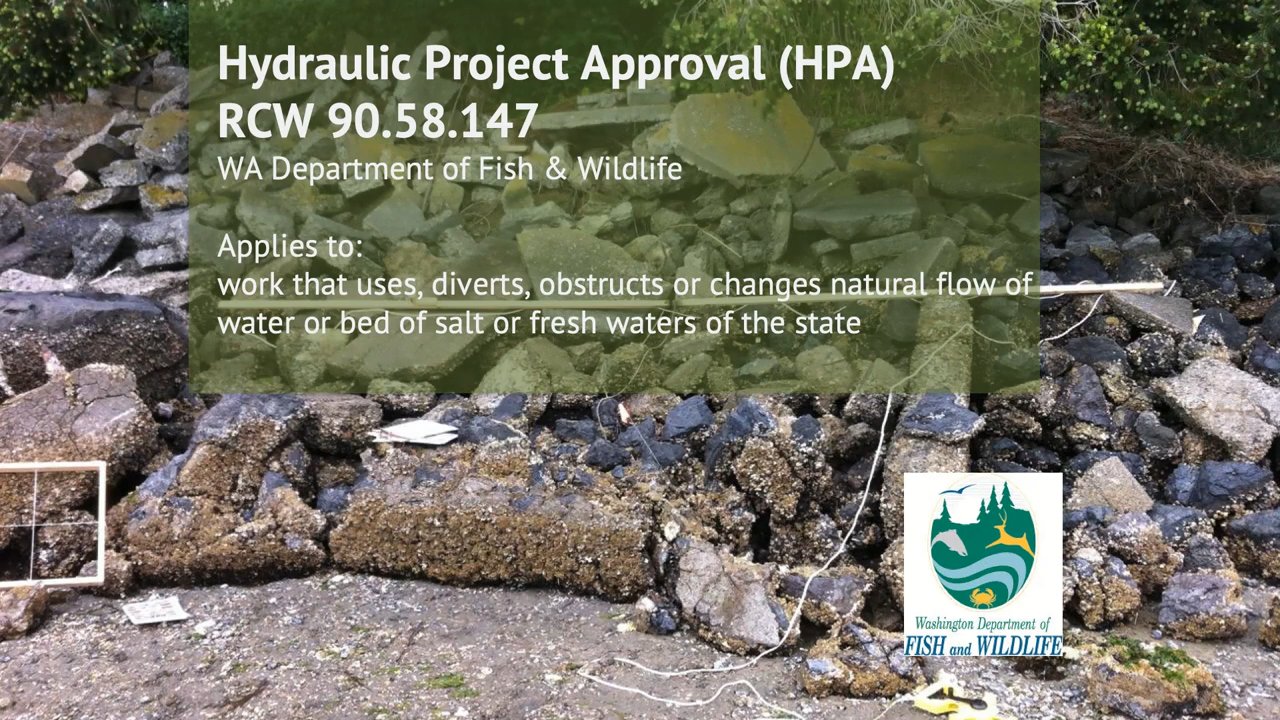 Hydraulic Project Approval (HPA)
RCW 90.58.147
WA Department of Fish & Wildlife
Applies to:
work that uses, diverts, obstructs or changes natural flow of
water or bed of salt or fresh waters of the state
Washington Department of
FISH and WILDLIFE